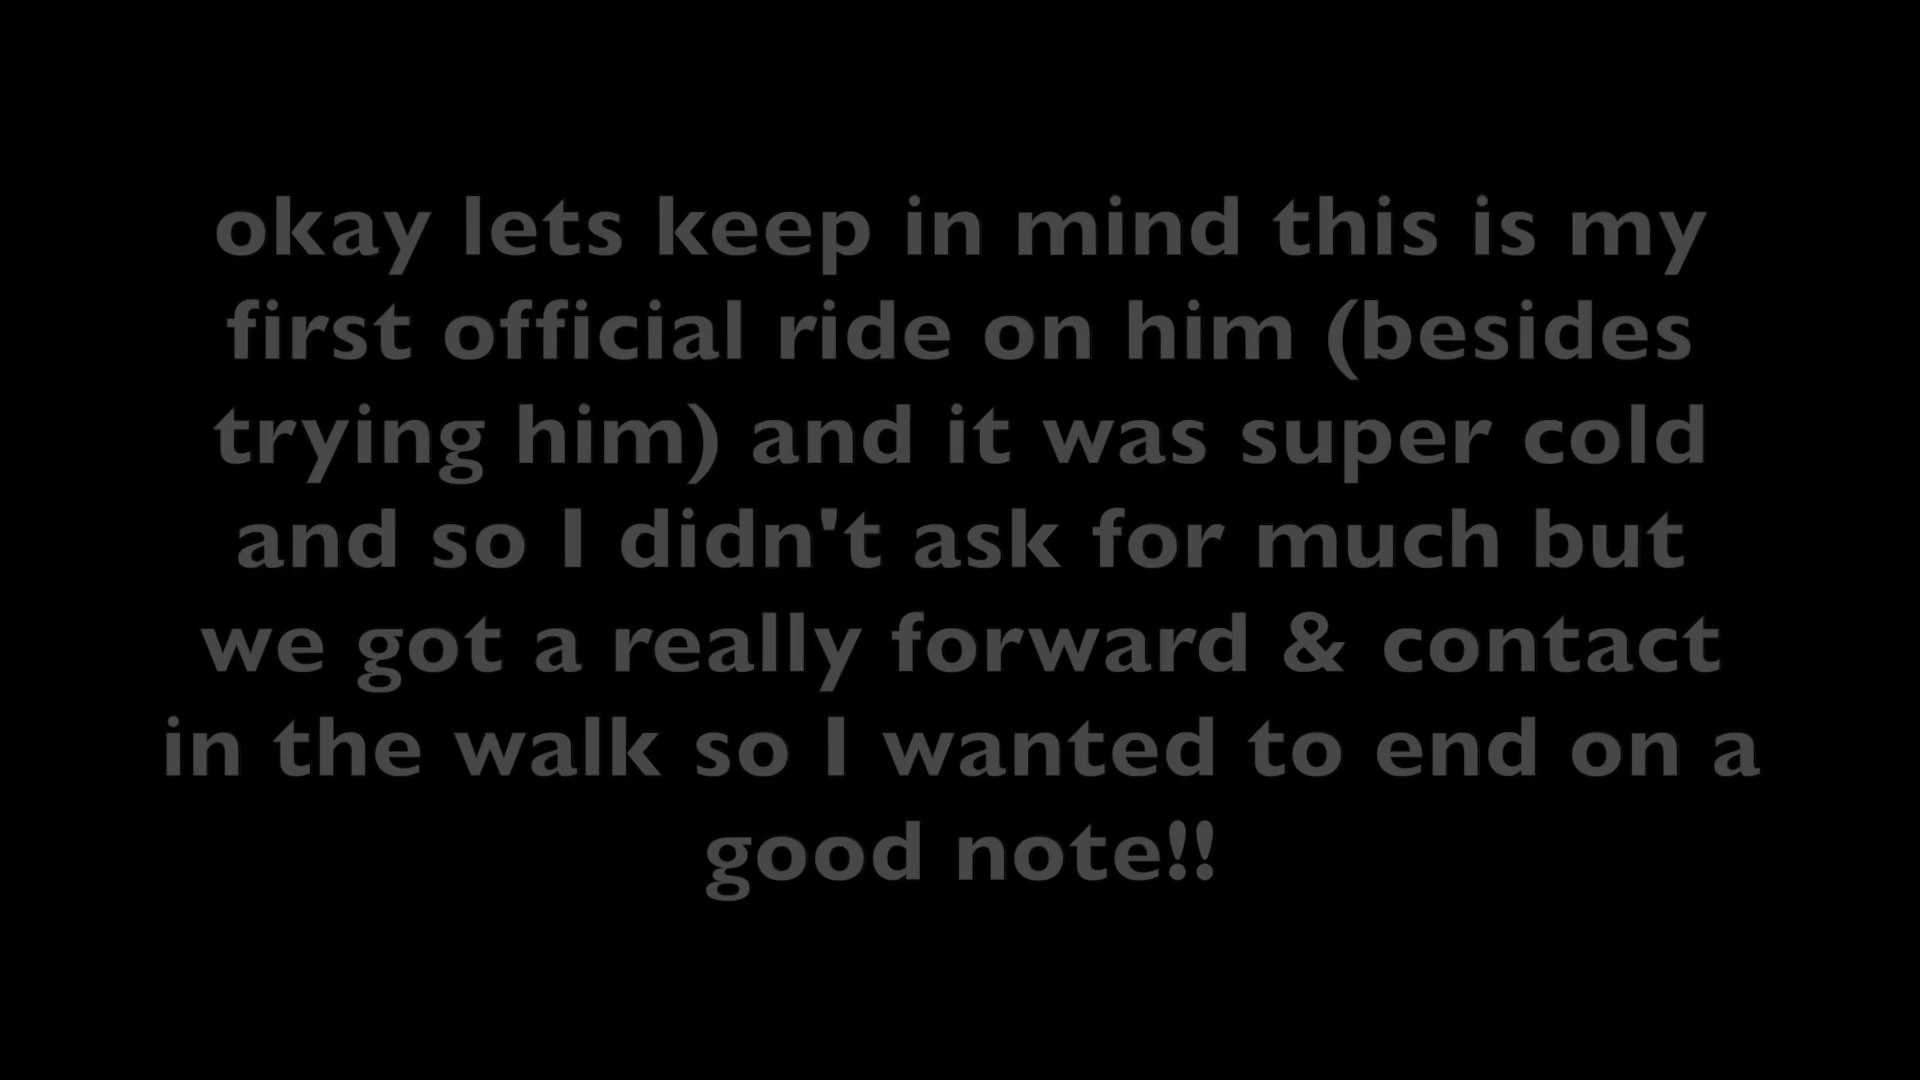 okay lets keep in mind this is my
first official ride on him (besides
trying him) and it was super cold
and so I didn't ask for much but
we got a really forward & contact
in the walk so I wanted to end on a
good note!!